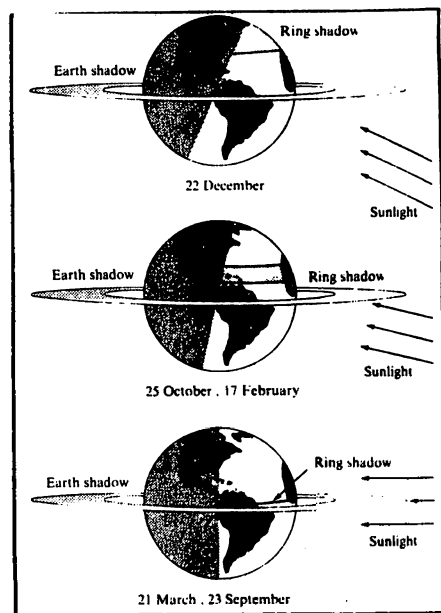 Ring shadow
Earth shadow
22 December
Sunlight
Earth shadow
Ring shadow
25 October . 17 February
Sunlight
Earth shadow
Ring shadow
Sunlight
21 March . 23 September